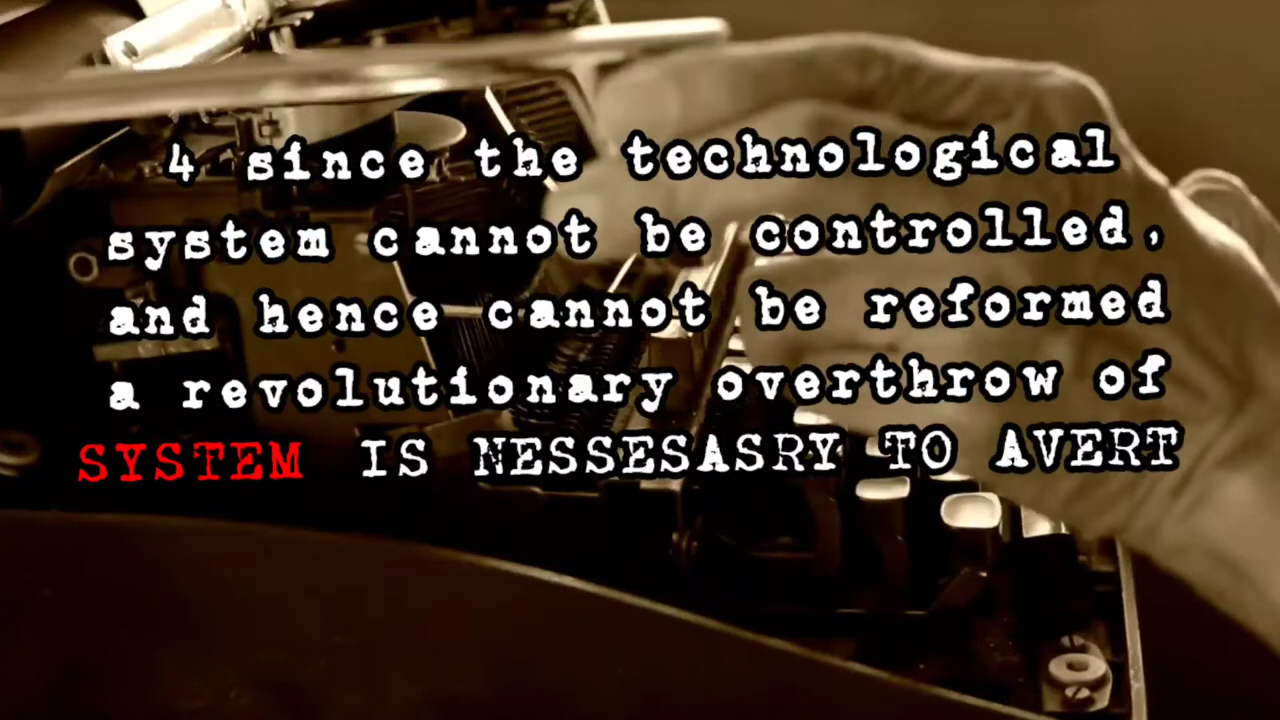 4 since the technological
system cannot be controlled,
and hence cannot be reformed
a revolutionary overthrow of
SYSTEM IS NESSESASRY TO AVERT